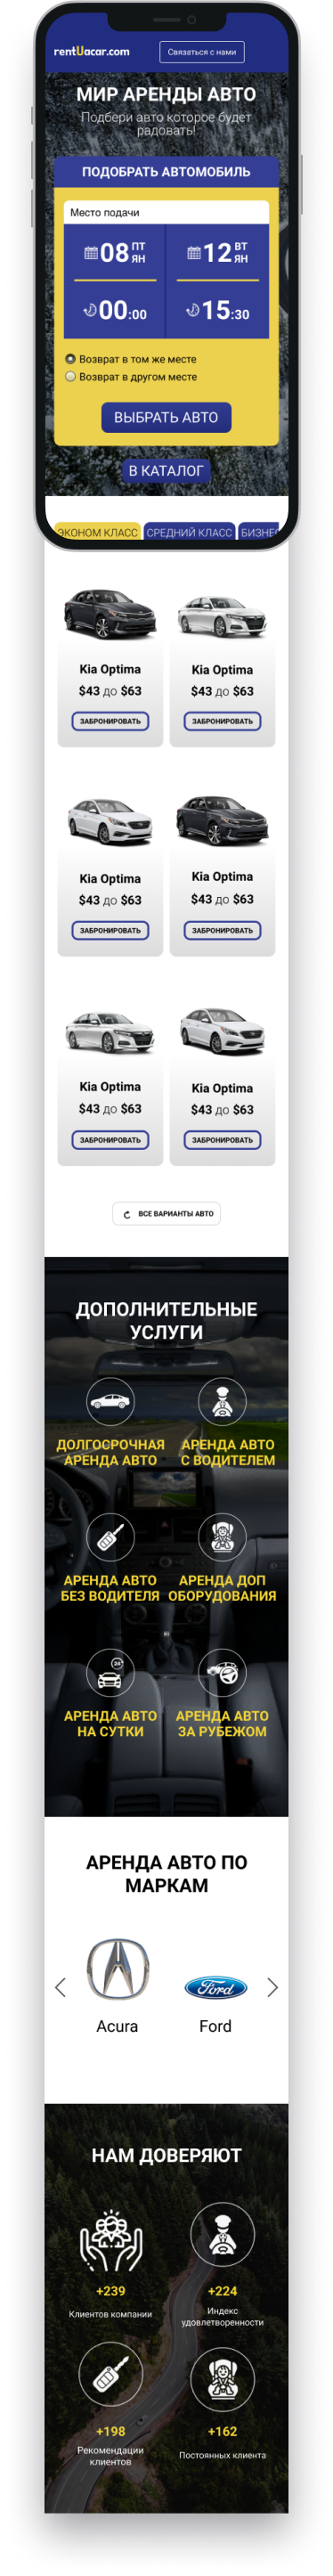 rentUacar.com
Связаться с нами
МИР АРЕНДЫ АВТО
Подбери авто которое будет
радовать!
ПОДОБРАТЬ АВТОМОБИЛЬ
Место подачи
08 ПТ ЯН
12 ВТ ЯН
00:00
15:30
Возврат в том же месте
Возврат в другом месте
ВЫБРАТЬ АВТО
В КАТАЛОГ
ЭКОНОМ КЛАСС
СРЕДНИЙ КЛАСС
БИЗНЕС
Kia Optima
Kia Optima
$43 до $63
$43 до $63
ЗАБРОНИРОВАТЬ
ЗАБРОНИРОВАТЬ
Kia Optima
Kia Optima
$43 до $63
$43 до $63
ЗАБРОНИРОВАТЬ
ЗАБРОНИРОВАТЬ
Kia Optima
Kia Optima
$43 до $63
$43 до $63
ЗАБРОНИРОВАТЬ
ЗАБРОНИРОВАТЬ
ВСЕ ВАРИАНТЫ АВТО
ДОПОЛНИТЕЛЬНЫЕ
УСЛУГИ
ДОЛГОСРОЧНАЯ
АРЕНДА АВТО
АРЕНДА АВТО
С ВОДИТЕЛЕМ
АРЕНДА АВТО
БЕЗ ВОДИТЕЛЯ
АРЕНДА ДОП
ОБОРУДОВАНИЯ
24
АРЕНДА АВТО
НА СУТКИ
АРЕНДА АВТО
ЗА РУБЕЖОМ
АРЕНДА АВТО ПО
МАРКАМ
Ford
Acura
Ford
НАМ ДОВЕРЯЮТ
+239
Клиентов компании
+224
Индекс
удовлетворенности
+198
Рекомендации
клиентов
+162
Постоянных клиента